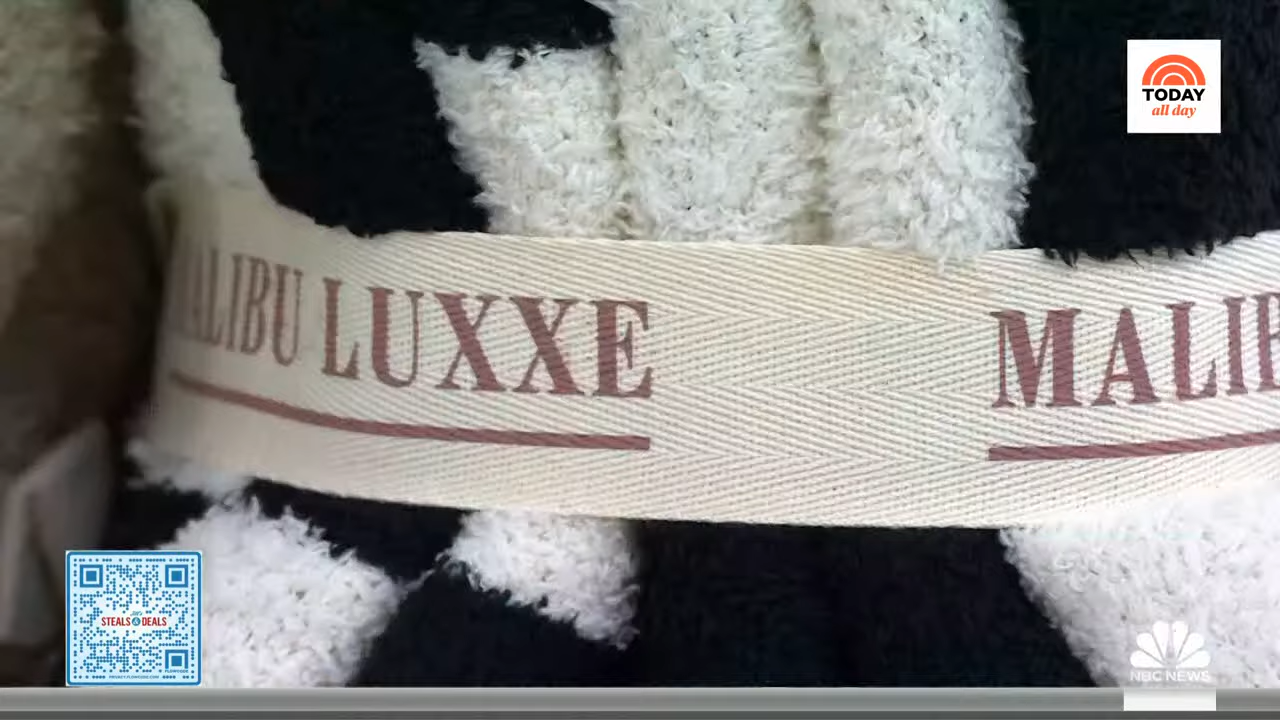 TODAY
all day
MALIBU LUXXE
MALIB
STEALS & DEALS
NBC NEWS